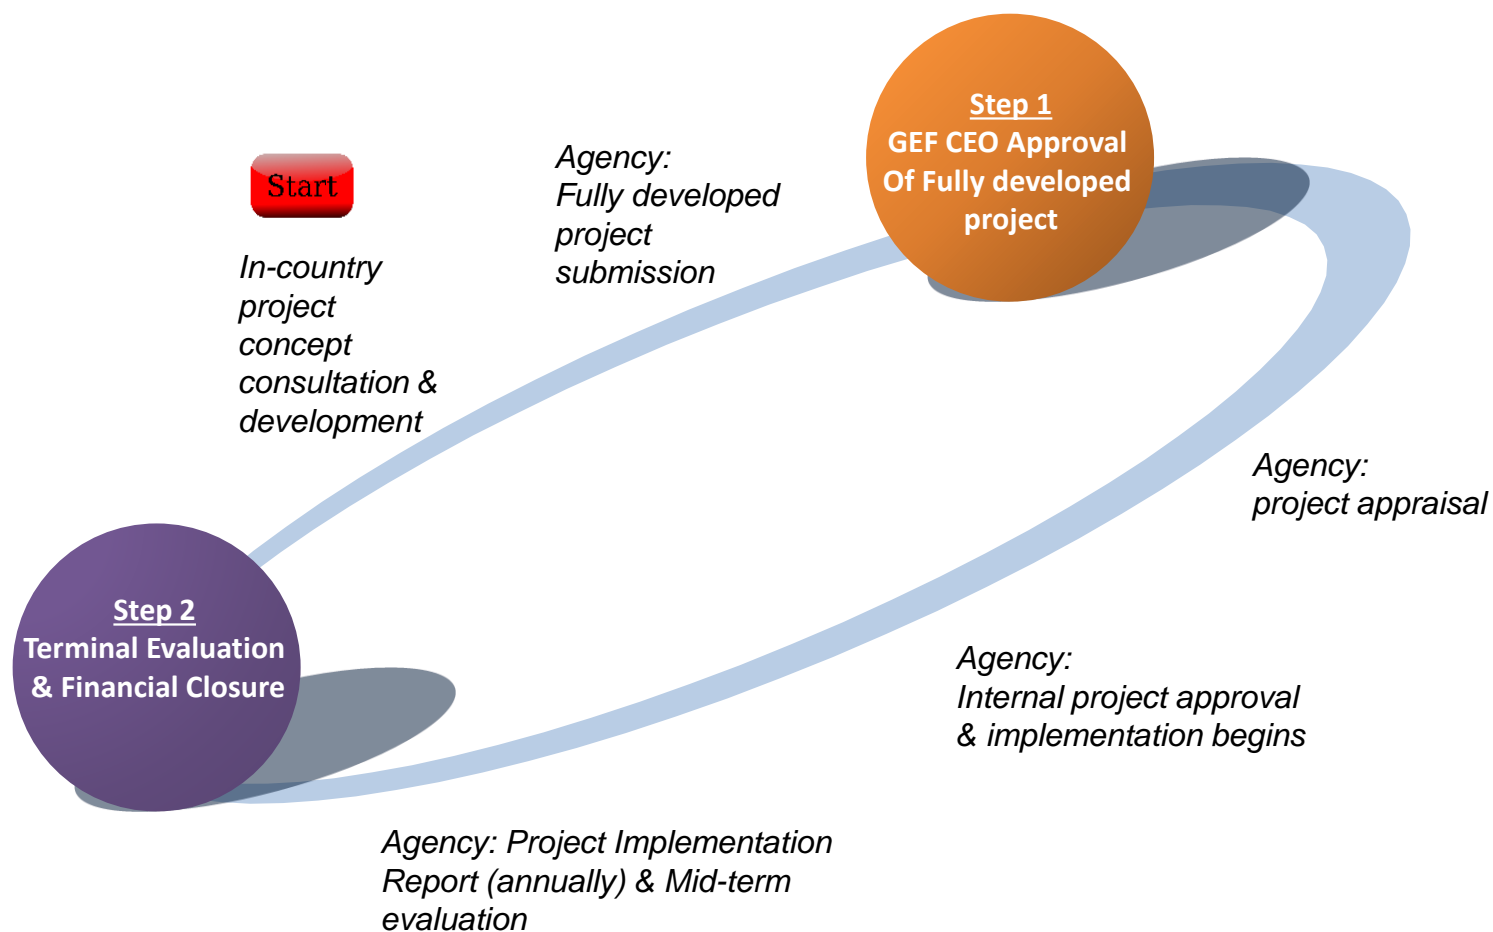 Start
In-country
project
concept
consultation &
development
Agency:
Fully developed
project
submission
Step 1
GEF CEO Approval
Of Fully developed
project
Agency:
project appraisal
Agency:
Internal project approval
& implementation begins
Agency: Project Implementation
Report (annually) & Mid-term
evaluation
Step 2
Terminal Evaluation
& Financial Closure